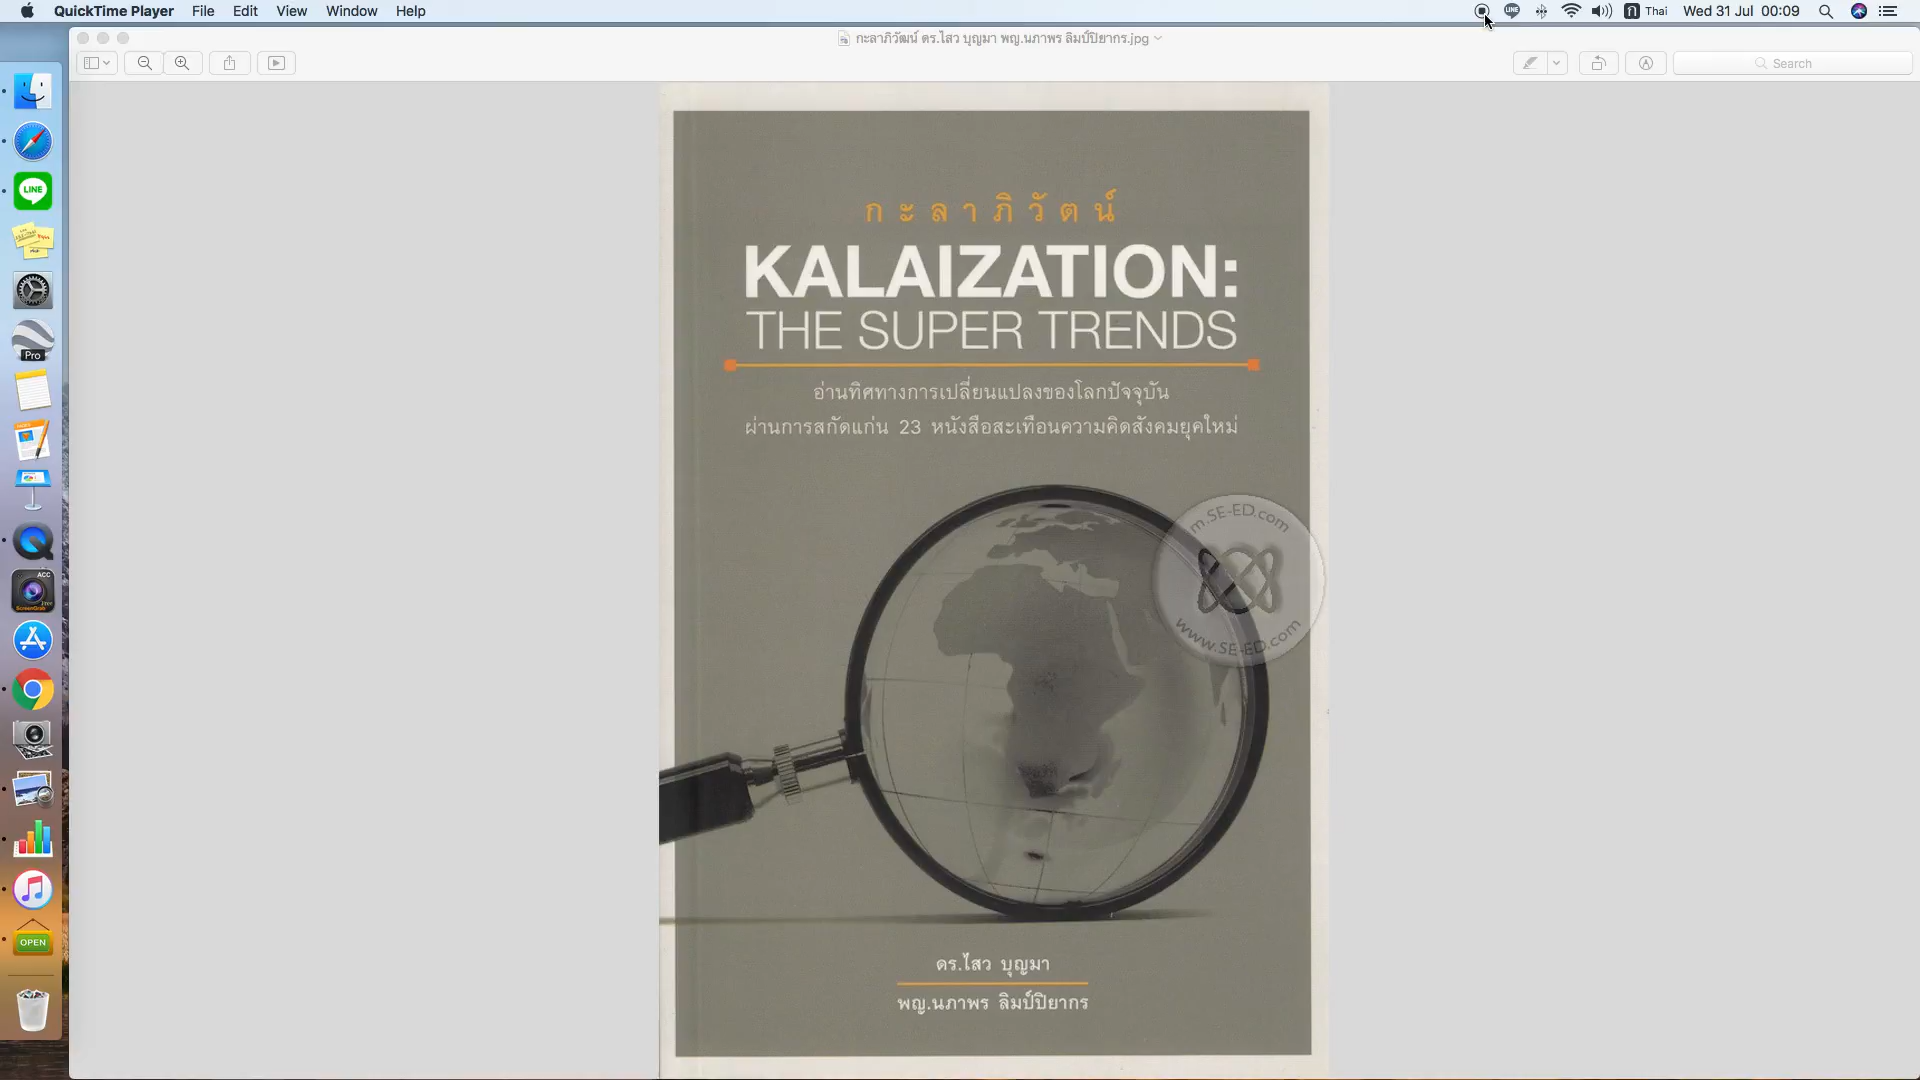 QuickTime Player File Edit View Window Help
LINE Thai Wed 31 Jul 00:09
กะลาภิวัฒน์ ดร.ไสว บุญมา พญ.นภาพร ลิมป์ปิยากร.jpg
Search
กะลาภิวัตน์
KALAIZATION:
THE SUPER TRENDS
อ่านทิศทางการเปลี่ยนแปลงของโลกปัจจุบัน
ผ่านการสกัดแก่น 23 หนังสือสะเทือนความคิดสังคมยุคใหม่
m.SE-ED.com
www.SE-ED.com
ดร.ไสว บุญมา
พญ.นภาพร ลิมป์ปิยากร
LINE
Pro
ACC
ScreenGrab
OPEN